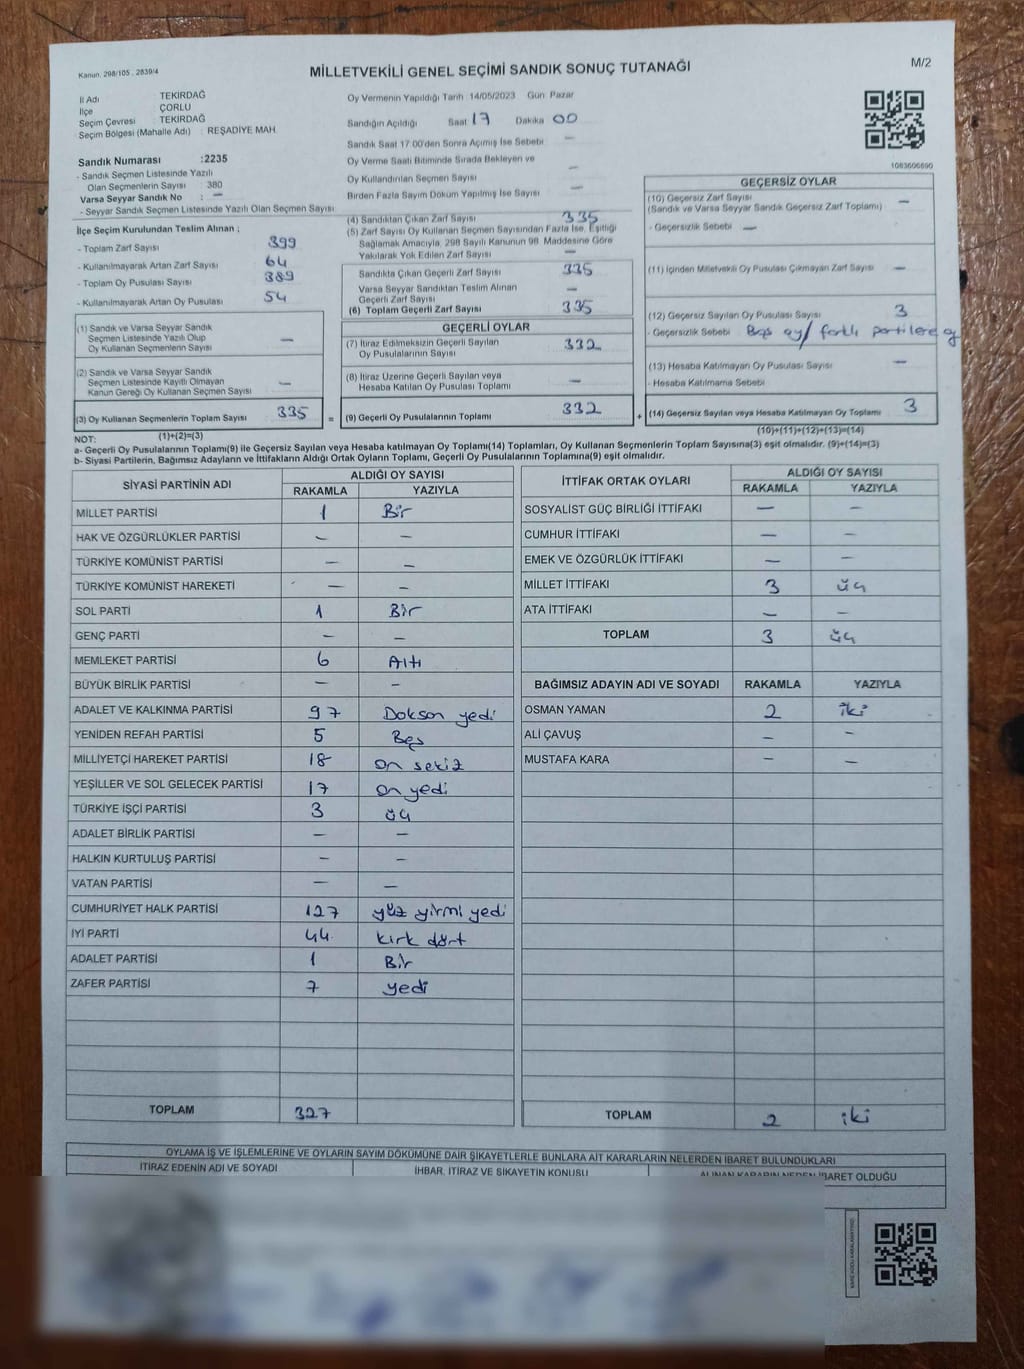 Kanun, 298/105 , 2839/4
MİLLETVEKİLİ GENEL SEÇİMİ SANDIK SONUÇ TUTANAĞI
M/2
İl Adı TEKİRDAĞ
İlçe ÇORLU
Seçim Çevresi TEKİRDAĞ
Seçim Bölgesi (Mahalle Adı) : REŞADİYE MAH.
Sandık Numarası :2235
- Sandık Seçmen Listesinde Yazılı
Olan Seçmenlerin Sayısı : 380
Varsa Seyyar Sandık No : -
- Seyyar Sandık Seçmen Listesinde Yazılı Olan Seçmen Sayısı
Oy Vermenin Yapıldığı Tarih 14/05/2023 Gün Pazar
Sandığın Açıldığı Saat 17 Dakika 00
Sandık Saat 17.00'den Sonra Açılmış İse Sebebi —
Oy Verme Saati Bitiminde Sırada Bekleyen ve
Oy Kullandırılan Seçmen Sayısı —
Birden Fazla Sayım Döküm Yapılmış İse Sayısı —
1083606690
İlçe Seçim Kurulundan Teslim Alınan ;
- Toplam Zarf Sayısı 399
- Kullanılmayarak Artan Zarf Sayısı 64
- Toplam Oy Pusulası Sayısı 389
- Kullanılmayarak Artan Oy Pusulası 54
(1) Sandık ve Varsa Seyyar Sandık
Seçmen Listesinde Yazılı Olup
Oy Kullanan Seçmenlerin Sayısı —
(2) Sandık ve Varsa Seyyar Sandık
Seçmen Listesinde Kayıtlı Olmayan
Kanun Gereği Oy Kullanan Seçmen Sayısı —
(3) Oy Kullanan Seçmenlerin Toplam Sayısı 335 =
(1)+(2)=(3)
(4) Sandıktan Çıkan Zarf Sayısı 335
(5) Zarf Sayısı Oy Kullanan Seçmen Sayısından Fazla İse, Eşitliği
Sağlamak Amacıyla, 298 Sayılı Kanunun 98. Maddesine Göre
Yakılarak Yok Edilen Zarf Sayısı —
Sandıkta Çıkan Geçerli Zarf Sayısı 335
Varsa Seyyar Sandıktan Teslim Alınan
Geçerli Zarf Sayısı —
(6) Toplam Geçerli Zarf Sayısı 335
GEÇERLİ OYLAR
(7) İtiraz Edilmeksizin Geçerli Sayılan
Oy Pusulalarının Sayısı 332
(8) İtiraz Üzerine Geçerli Sayılan veya
Hesaba Katılan Oy Pusulası Toplamı —
(9) Geçerli Oy Pusulalarının Toplamı 332 +
GEÇERSİZ OYLAR
(10) Geçersiz Zarf Sayısı —
(Sandık ve Varsa Seyyar Sandık Geçersiz Zarf Toplamı)
- Geçersizlik Sebebi —
(11) İçinden Milletvekili Oy Pusulası Çıkmayan Zarf Sayısı —
(12) Geçersiz Sayılan Oy Pusulası Sayısı 3
- Geçersizlik Sebebi Boş oy/ farklı partilere oy
(13) Hesaba Katılmayan Oy Pusulası Sayısı —
- Hesaba Katılmama Sebebi
(14) Geçersiz Sayılan veya Hesaba Katılmayan Oy Toplamı 3
(10)+(11)+(12)+(13)=(14)
NOT:
a- Geçerli Oy Pusulalarının Toplamı(9) ile Geçersiz Sayılan veya Hesaba katılmayan Oy Toplamı(14) Toplamları, Oy Kullanan Seçmenlerin Toplam Sayısına(3) eşit olmalıdır. (9)+(14)=(3)
b- Siyasi Partilerin, Bağımsız Adayların ve İttifakların Aldığı Ortak Oyların Toplamı, Geçerli Oy Pusulalarının Toplamına(9) eşit olmalıdır.
SİYASİ PARTİNİN ADI ALDIĞI OY SAYISI
RAKAMLA YAZIYLA
MİLLET PARTİSİ 1 Bir
HAK VE ÖZGÜRLÜKLER PARTİSİ — —
TÜRKİYE KOMÜNİST PARTİSİ — —
TÜRKİYE KOMÜNİST HAREKETİ — —
SOL PARTİ 1 Bir
GENÇ PARTİ — —
MEMLEKET PARTİSİ 6 Altı
BÜYÜK BİRLİK PARTİSİ — —
ADALET VE KALKINMA PARTİSİ 97 Dokson yedi
YENİDEN REFAH PARTİSİ 5 Beş
MİLLİYETÇİ HAREKET PARTİSİ 18 on sekiz
YEŞİLLER VE SOL GELECEK PARTİSİ 17 on yedi
TÜRKİYE İŞÇİ PARTİSİ 3 üç
ADALET BİRLİK PARTİSİ — —
HALKIN KURTULUŞ PARTİSİ — —
VATAN PARTİSİ — —
CUMHURİYET HALK PARTİSİ 127 yüz yirmi yedi
İYİ PARTİ 44 kırk dört
ADALET PARTİSİ 1 Bir
ZAFER PARTİSİ 7 yedi
TOPLAM 327
İTTİFAK ORTAK OYLARI ALDIĞI OY SAYISI
RAKAMLA YAZIYLA
SOSYALİST GÜÇ BİRLİĞİ İTTİFAKI — —
CUMHUR İTTİFAKI — —
EMEK VE ÖZGÜRLÜK İTTİFAKI — —
MİLLET İTTİFAKI 3 üç
ATA İTTİFAKI — —
TOPLAM 3 üç
BAĞIMSIZ ADAYIN ADI VE SOYADI RAKAMLA YAZIYLA
OSMAN YAMAN 2 iki
ALİ ÇAVUŞ — —
MUSTAFA KARA — —
TOPLAM 2 iki
OYLAMA İŞ VE İŞLEMLERİNE VE OYLARIN SAYIM DÖKÜMÜNE DAİR ŞİKAYETLERLE BUNLARA AİT KARARLARIN NELERDEN İBARET BULUNDUKLARI
İTİRAZ EDENİN ADI VE SOYADI İHBAR, İTİRAZ VE ŞİKAYETİN KONUSU ALINAN KARARIN NEDEN İBARET OLDUĞU